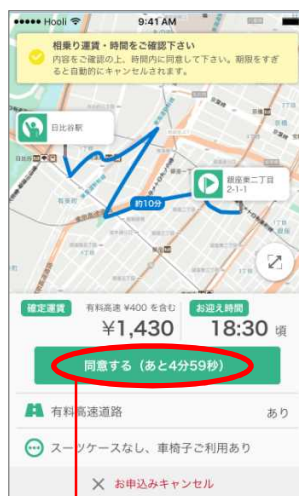 Hooli 9:41 AM
相乗り運賃・時間をご確認下さい
内容をご確認の上、時間内に同意して下さい。期限をすぎ
ると自動的にキャンセルされます。
日比谷駅
銀座東二丁目
2-1-1
約10分
確定運賃 有料高速 ¥400 を含む お迎え時間
¥1,430 18:30 頃
同意する（あと4分59秒）
有料高速道路 あり
スーツケースなし、車椅子ご利用あり
× お申込みキャンセル